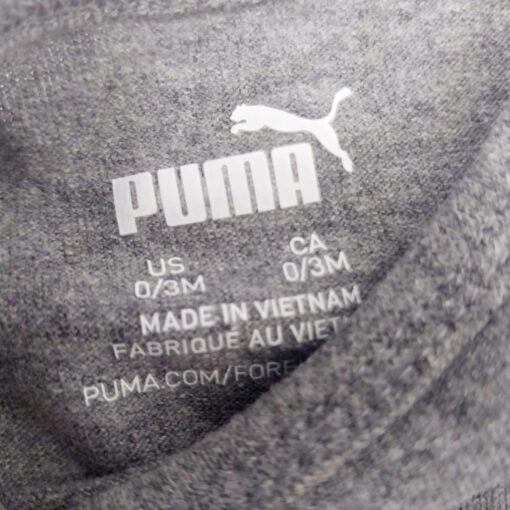 PUMA
US CA
0/3M 0/3M
MADE IN VIETNAM
FABRIQUÉ AU
PUMA.COM/